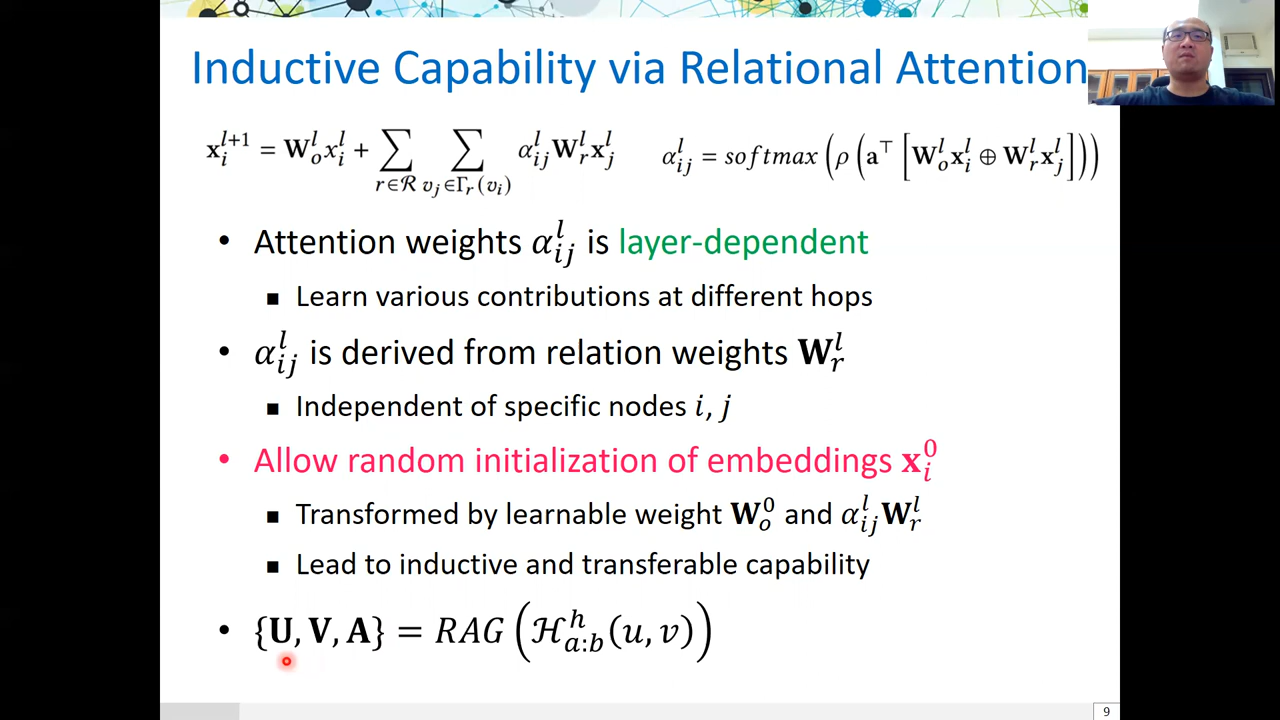 Inductive Capability via Relational Attention
𝐱_i^{l+1} = 𝐖_o^l x_i^l + ∑_{r∈ℛ} ∑_{v_j∈Γ_r(v_i)} α_{ij}^l 𝐖_r^l 𝐱_j^l    α_{ij}^l = softmax(ρ(𝐚^⊤[𝐖_o^l 𝐱_i^l ⊕ 𝐖_r^l 𝐱_j^l]))
• Attention weights α_{ij}^l is layer-dependent
▪ Learn various contributions at different hops
• α_{ij}^l is derived from relation weights 𝐖_r^l
▪ Independent of specific nodes i, j
• Allow random initialization of embeddings 𝐱_i^0
▪ Transformed by learnable weight 𝐖_o^0 and α_{ij}^l 𝐖_r^l
▪ Lead to inductive and transferable capability
• {𝐔, 𝐕, 𝐀} = RAG(ℋ_{a:b}^h(u, v))
9